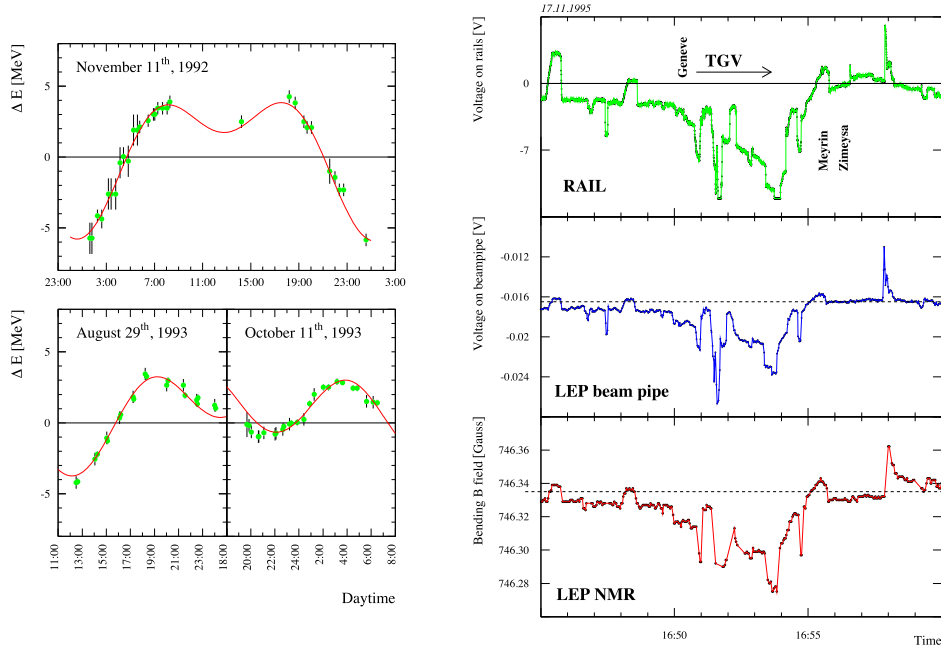 Δ E [MeV]
November 11th, 1992
5
0
-5
23:00 3:00 7:00 11:00 15:00 19:00 23:00 3:00
Δ E [MeV]
August 29th, 1993
October 11th, 1993
5
0
-5
11:00 13:00 15:00 17:00 19:00 21:00 23:00 18:00 20:00 22:00 24:00 2:00 4:00 6:00 8:00
Daytime
17.11.1995
Voltage on rails [V]
0
-7
Geneve
TGV
Meyrin
Zimeysa
RAIL
Voltage on beampipe [V]
-0.012
-0.016
-0.02
-0.024
LEP beam pipe
Bending B field [Gauss]
746.36
746.34
746.32
746.30
746.28
LEP NMR
16:50 16:55
Time